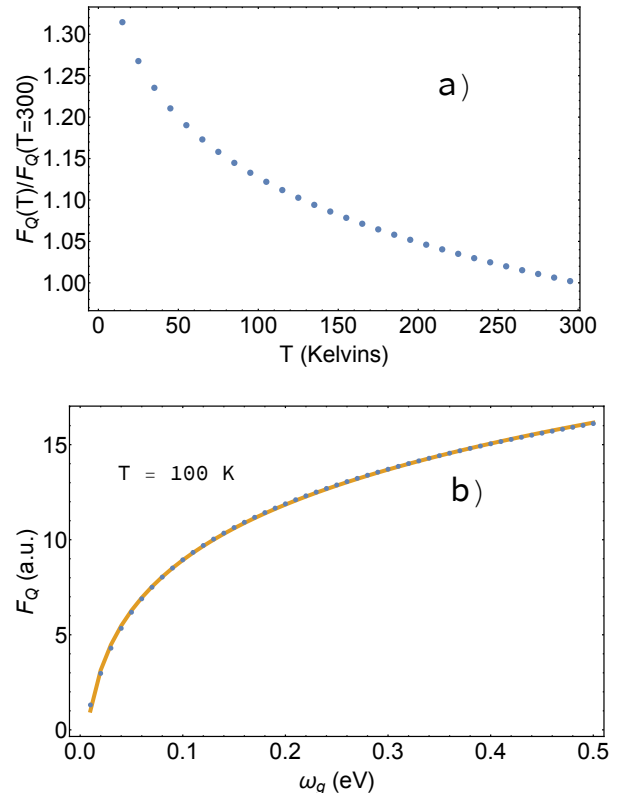 1.30
1.25
1.20
1.15
1.10
1.05
1.00
F_Q(T)/F_Q(T=300)
a)
0 50 100 150 200 250 300
T (Kelvins)
15
10
5
0
F_Q (a.u.)
T = 100 K
b)
0.0 0.1 0.2 0.3 0.4 0.5
ω_g (eV)